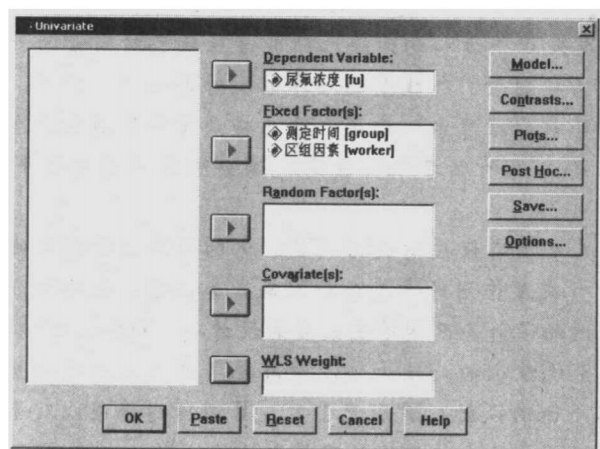 Univariate
Dependent Variable:
尿氟浓度 [fu]
Fixed Factor(s):
测定时间 [group]
区组因素 [worker]
Random Factor(s):
Covariate(s):
WLS Weight:
Model...
Contrasts...
Plots...
Post Hoc...
Save...
Options...
OK
Paste
Reset
Cancel
Help